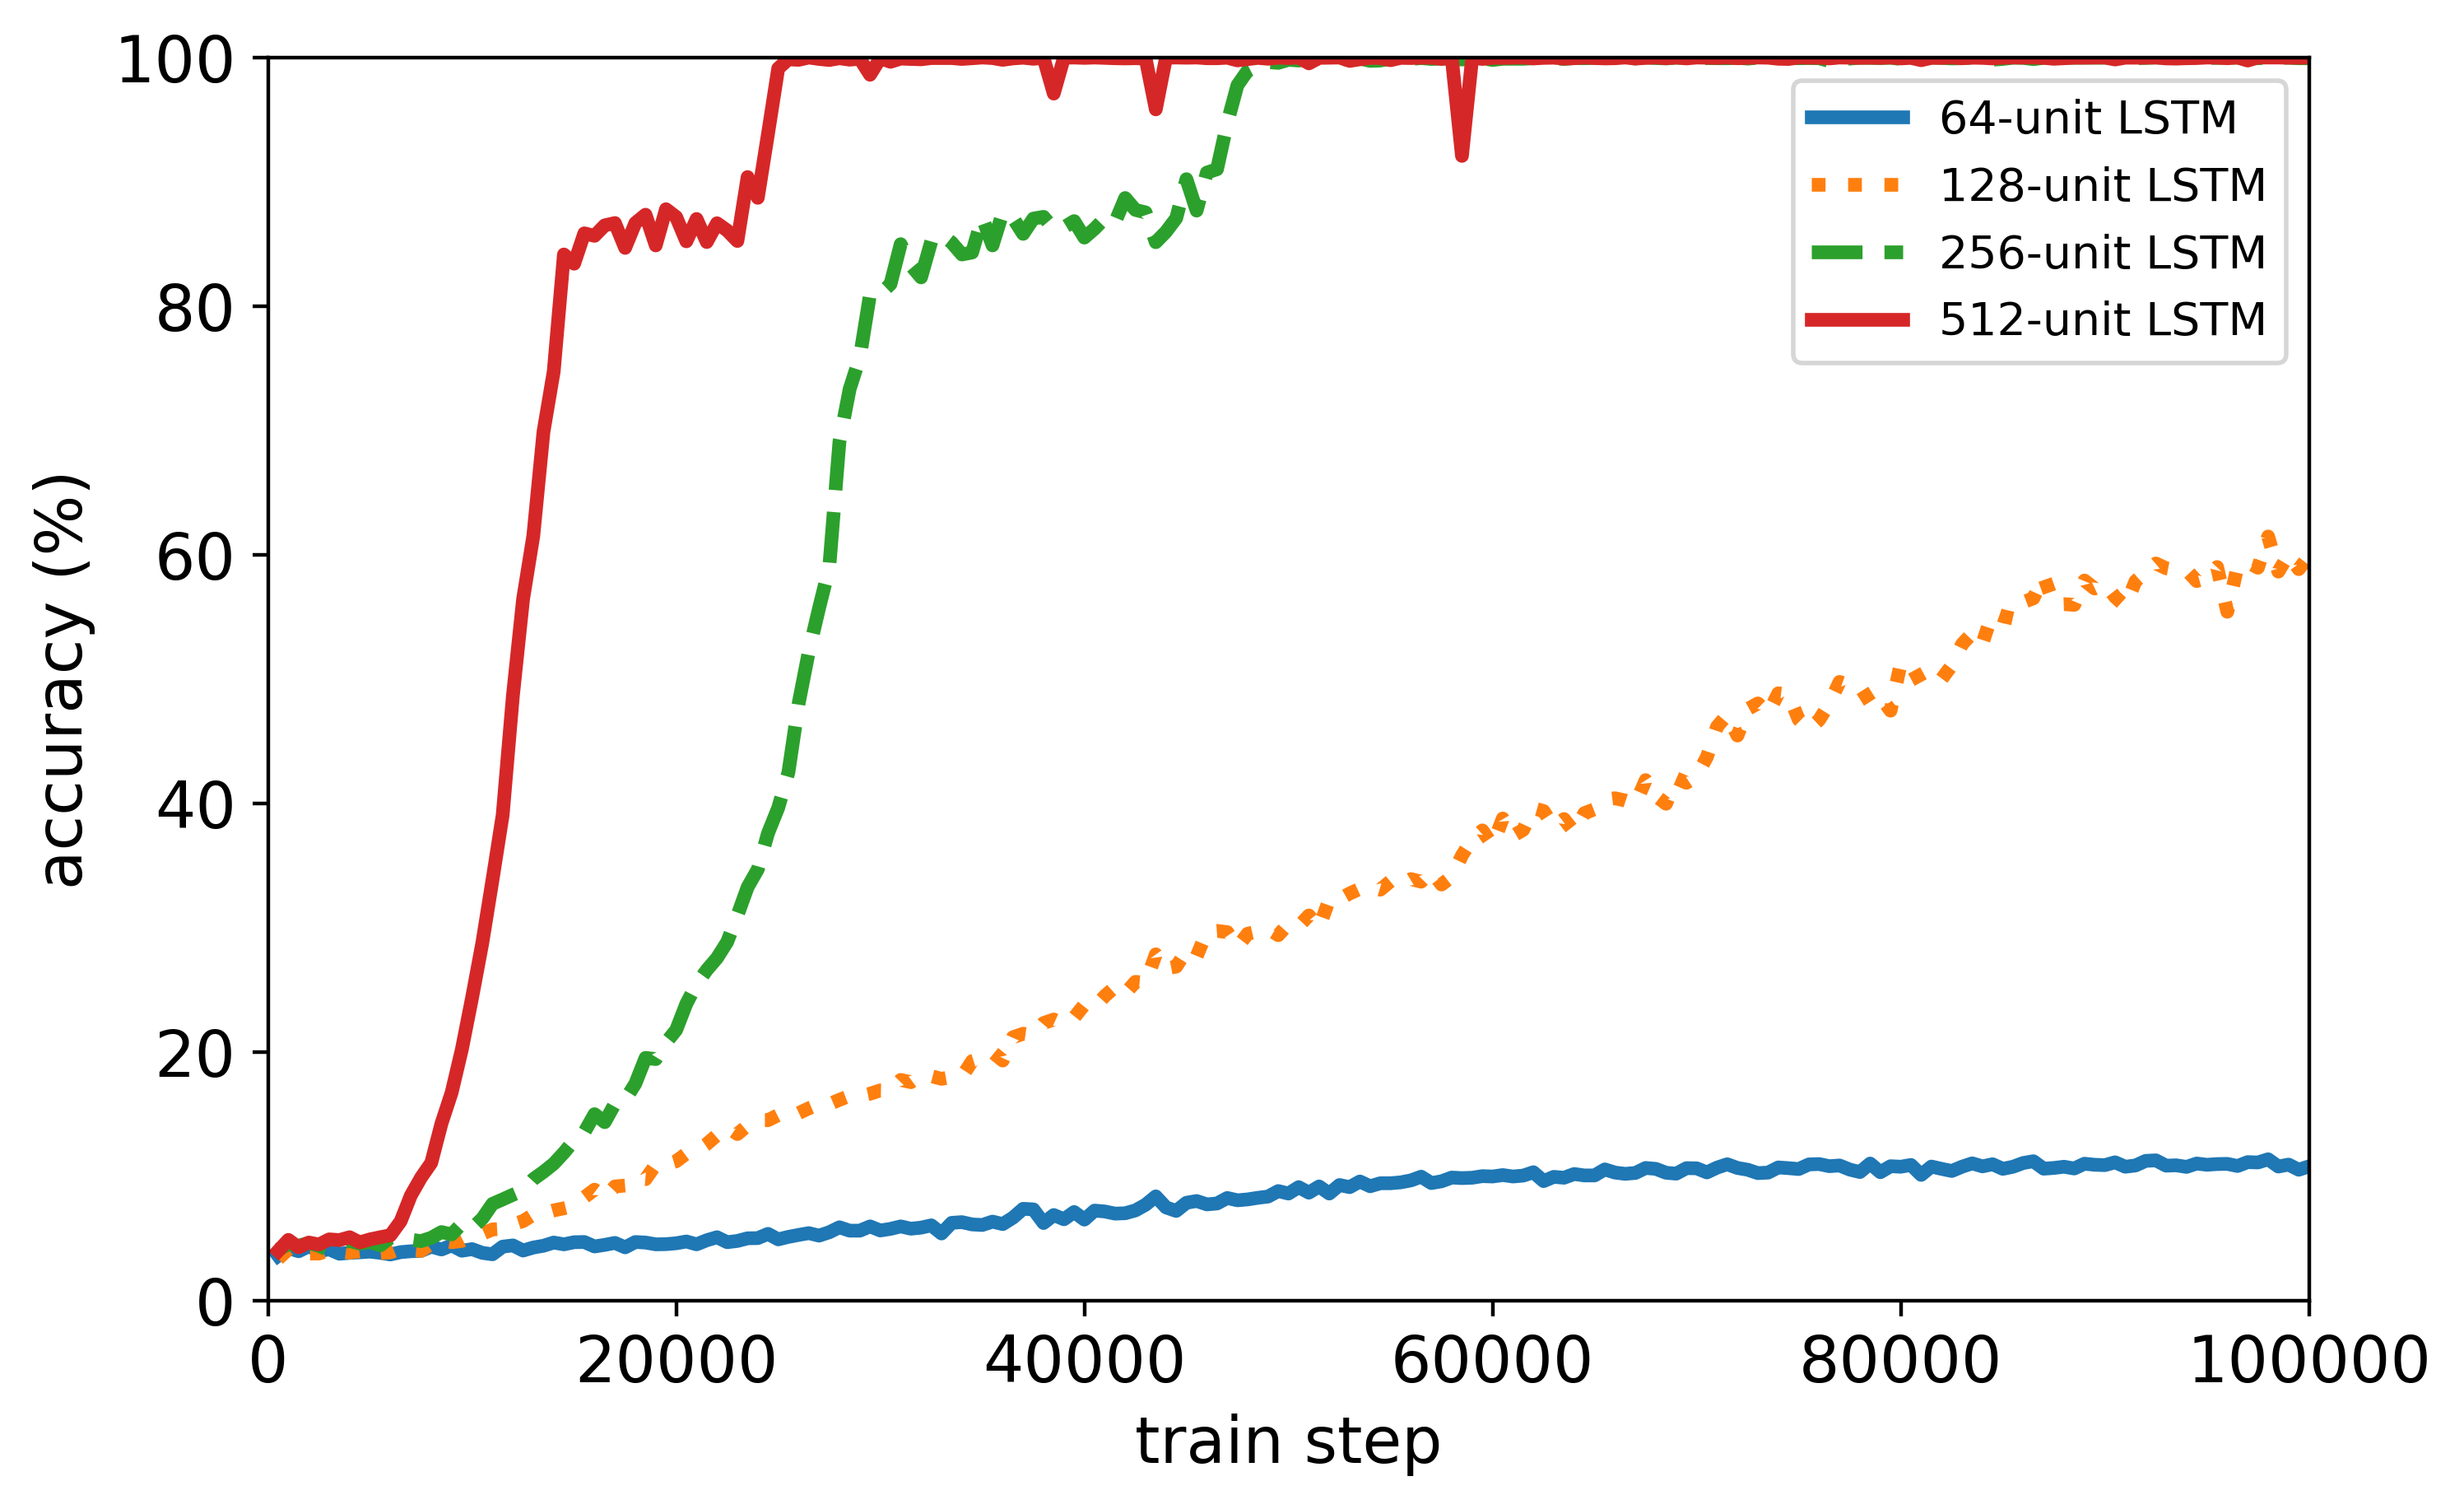 100
80
60
40
20
0
accuracy (%)
0 20000 40000 60000 80000 100000
train step
64-unit LSTM
128-unit LSTM
256-unit LSTM
512-unit LSTM